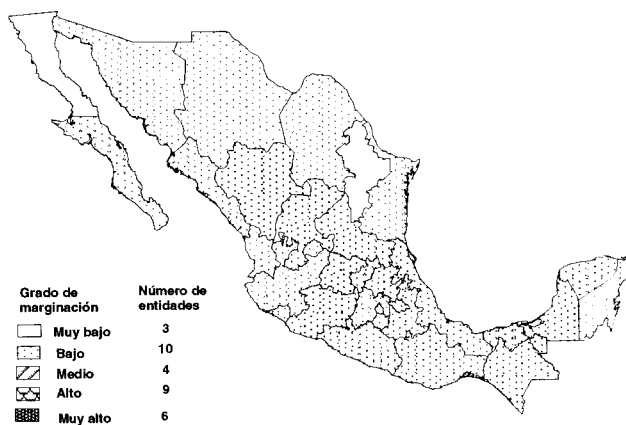 Grado de marginación
Número de entidades
Muy bajo 3
Bajo 10
Medio 4
Alto 9
Muy alto 6